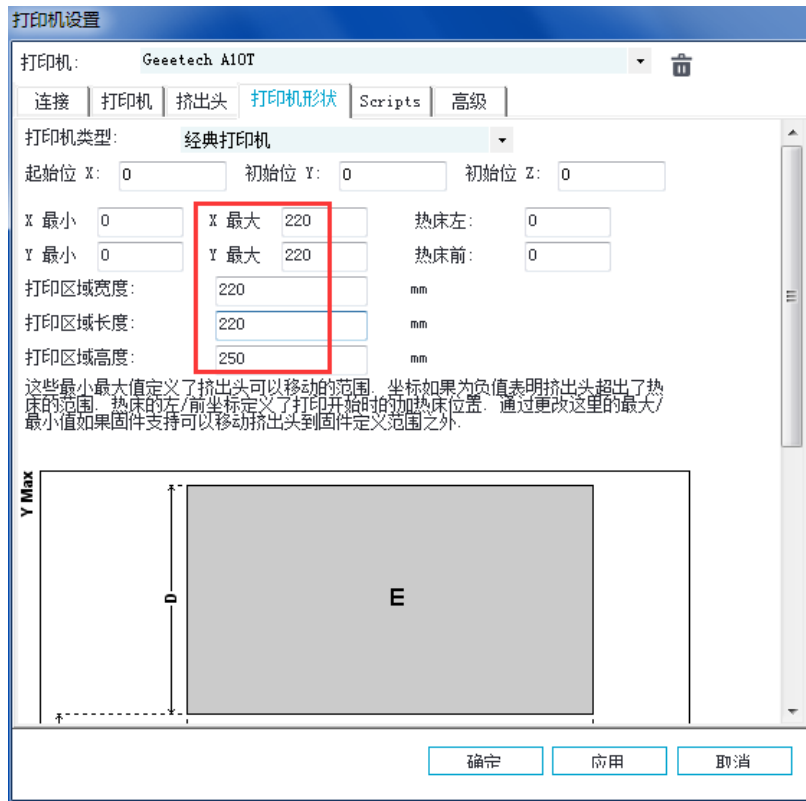 打印机设置
打印机: Geeetech A10T
连接 打印机 挤出头 打印机形状 Scripts 高级
打印机类型: 经典打印机
起始位 X: 0 初始位 Y: 0 初始位 Z: 0
X 最小 0 X 最大 220 热床左: 0
Y 最小 0 Y 最大 220 热床前: 0
打印区域宽度: 220 mm
打印区域长度: 220 mm
打印区域高度: 250 mm
这些最小最大值定义了挤出头可以移动的范围. 坐标如果为负值表明挤出头超出了热
床的范围. 热床的左/前坐标定义了打印开始时的加热床位置. 通过更改这里的最大/
最小值如果固件支持可以移动挤出头到固件定义范围之外.
Y Max
D
E
确定 应用 取消